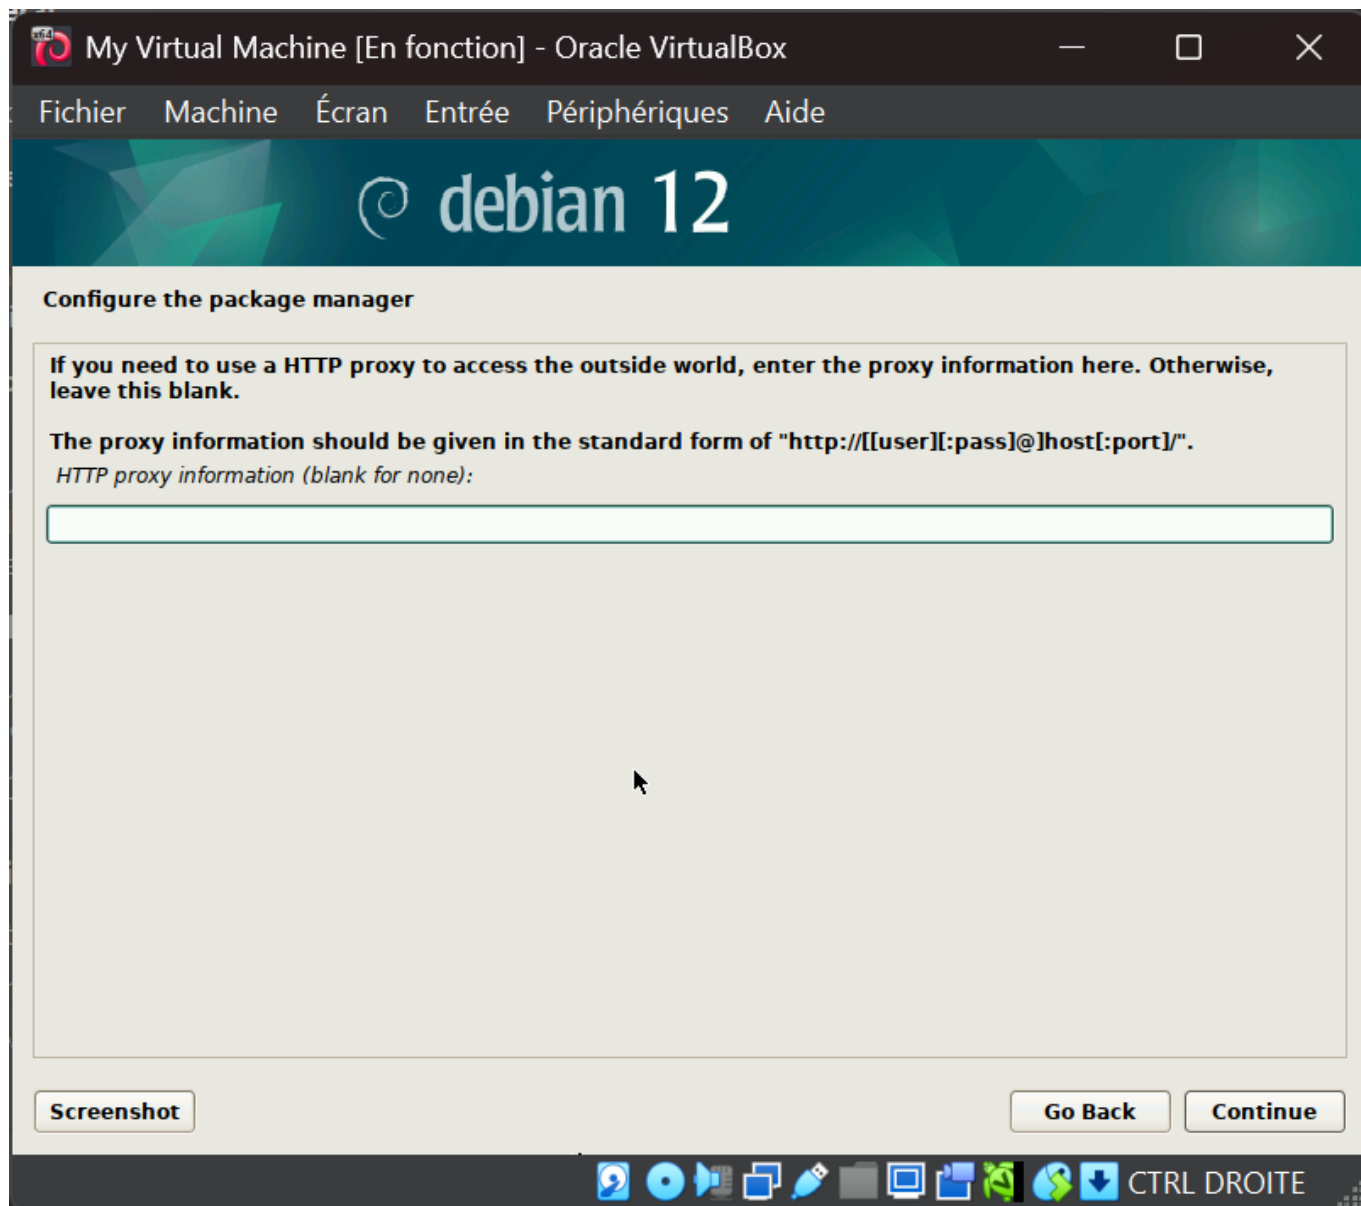 My Virtual Machine [En fonction] - Oracle VirtualBox
Fichier Machine Écran Entrée Périphériques Aide
debian 12
Configure the package manager
If you need to use a HTTP proxy to access the outside world, enter the proxy information here. Otherwise,
leave this blank.
The proxy information should be given in the standard form of "http://[[user][:pass]@]host[:port]/".
HTTP proxy information (blank for none):
Screenshot Go Back Continue
CTRL DROITE